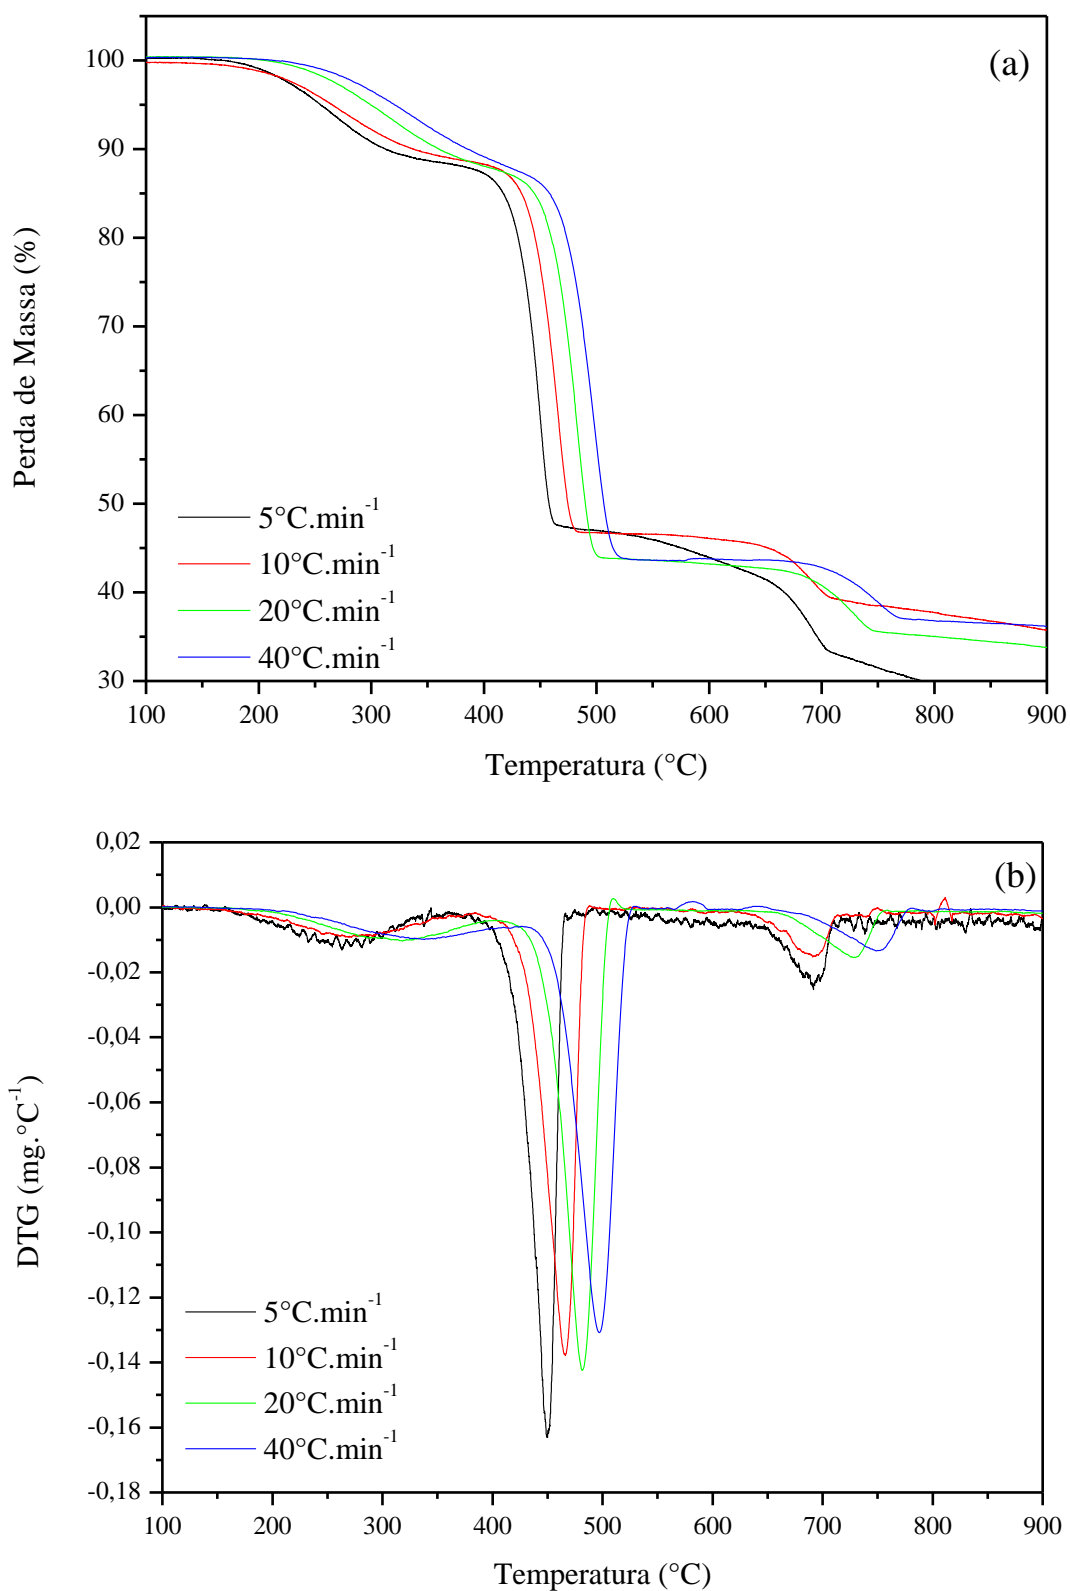 (a)
100
90
80
70
60
50
40
30
Perda de Massa (%)
5°C.min⁻¹
10°C.min⁻¹
20°C.min⁻¹
40°C.min⁻¹
100 200 300 400 500 600 700 800 900
Temperatura (°C)
(b)
0,02
0,00
-0,02
-0,04
-0,06
-0,08
-0,10
-0,12
-0,14
-0,16
-0,18
DTG (mg.°C⁻¹)
5°C.min⁻¹
10°C.min⁻¹
20°C.min⁻¹
40°C.min⁻¹
100 200 300 400 500 600 700 800 900
Temperatura (°C)